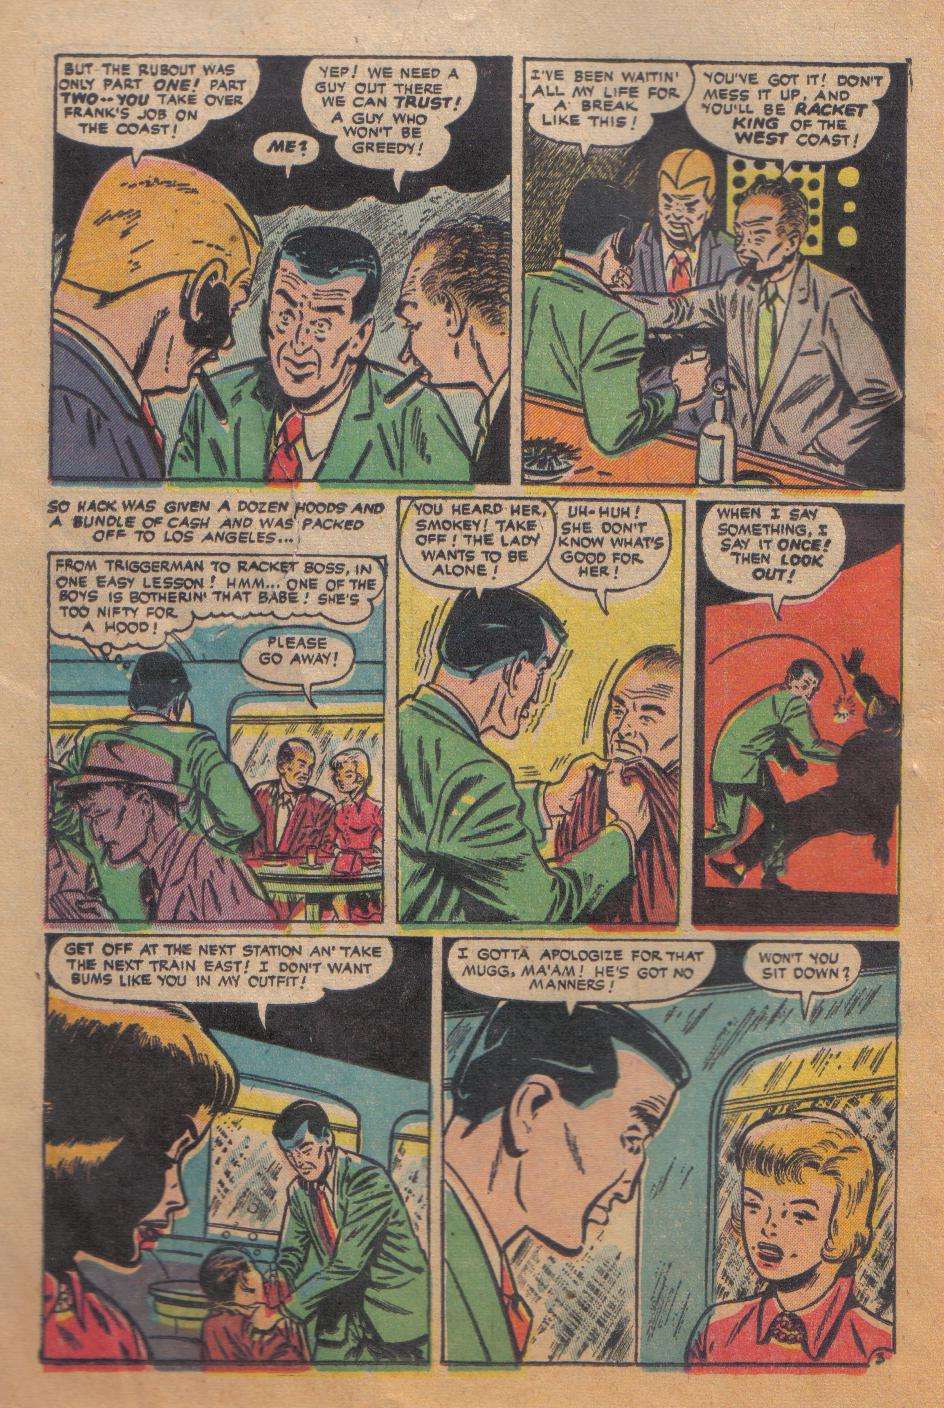 BUT THE RUBOUT WAS
ONLY PART ONE! PART
TWO--YOU TAKE OVER
FRANK'S JOB ON
THE COAST!
ME?
YEP! WE NEED A
GUY OUT THERE
WE CAN TRUST!
A GUY WHO
WON'T BE
GREEDY!
I'VE BEEN WAITIN'
ALL MY LIFE FOR
A BREAK
LIKE THIS!
YOU'VE GOT IT! DON'T
MESS IT UP, AND
YOU'LL BE RACKET
KING OF THE
WEST COAST!
SO HACK WAS GIVEN A DOZEN HOODS AND
A BUNDLE OF CASH AND WAS PACKED
OFF TO LOS ANGELES...
FROM TRIGGERMAN TO RACKET BOSS, IN
ONE EASY LESSON! HMM... ONE OF THE
BOYS IS BOTHERIN' THAT BABE! SHE'S
TOO NIFTY FOR
A HOOD!
PLEASE
GO AWAY!
YOU HEARD HER,
SMOKEY! TAKE
OFF! THE LADY
WANTS TO BE
ALONE!
UH-HUH!
SHE DON'T
KNOW WHAT'S
GOOD FOR
HER!
WHEN I SAY
SOMETHING, I
SAY IT ONCE!
THEN LOOK
OUT!
GET OFF AT THE NEXT STATION AN' TAKE
THE NEXT TRAIN EAST! I DON'T WANT
BUMS LIKE YOU IN MY OUTFIT!
I GOTTA APOLOGIZE FOR THAT
MUGG, MA'AM! HE'S GOT NO
MANNERS!
WON'T YOU
SIT DOWN?
3